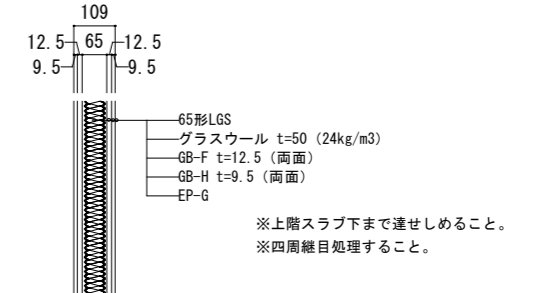 109
12.5 65 12.5
9.5 9.5
65形LGS
グラスウール t=50（24kg/m3）
GB-F t=12.5（両面）
GB-H t=9.5（両面）
EP-G
※上階スラブ下まで達せしめること。
※四周継目処理すること。